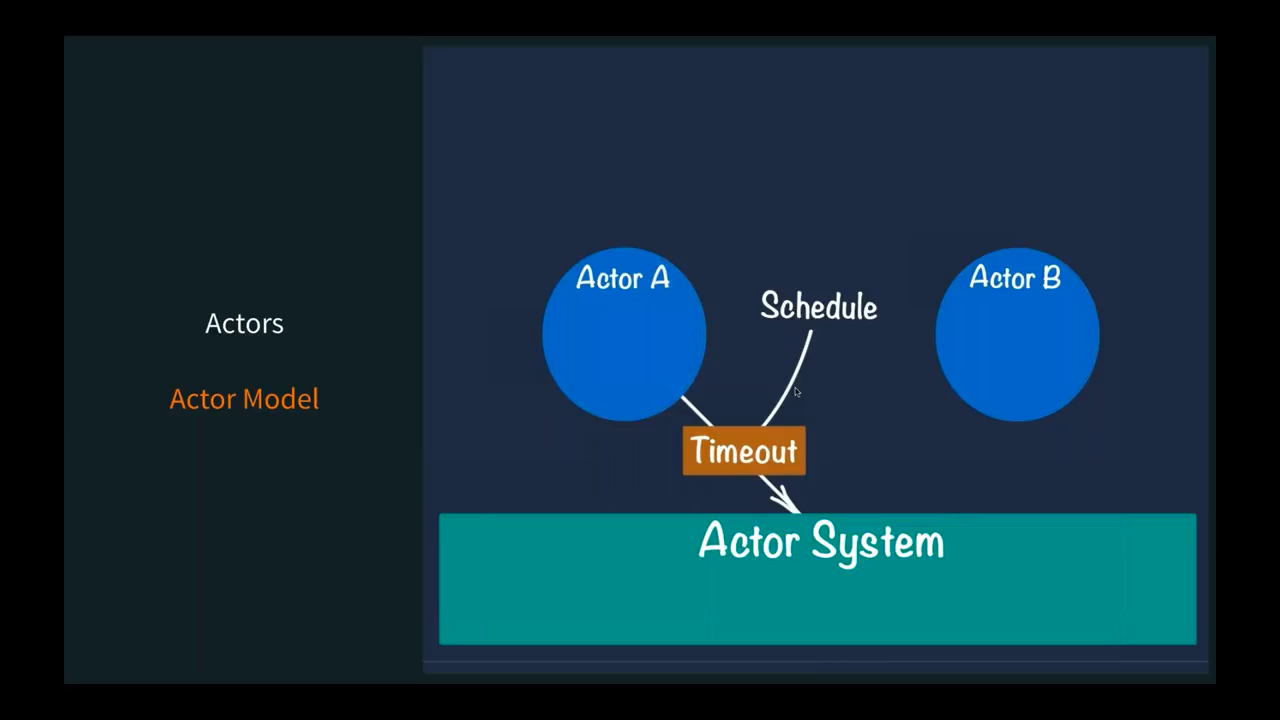 Actors
Actor Model
Actor A
Schedule
Actor B
Timeout
Actor System